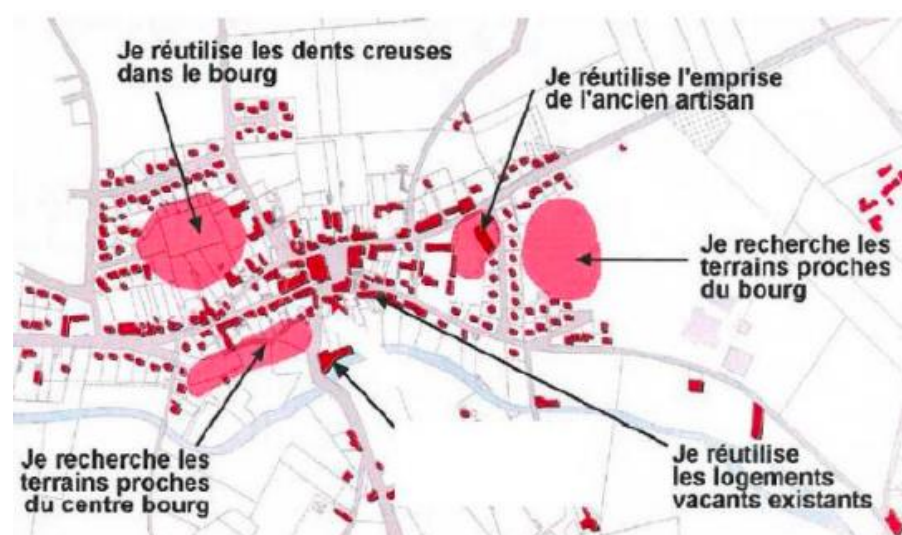 Je réutilise les dents creuses
dans le bourg
Je réutilise l'emprise
de l'ancien artisan
Je recherche les
terrains proches
du bourg
Je recherche les
terrains proches
du centre bourg
Je réutilise
les logements
vacants existants